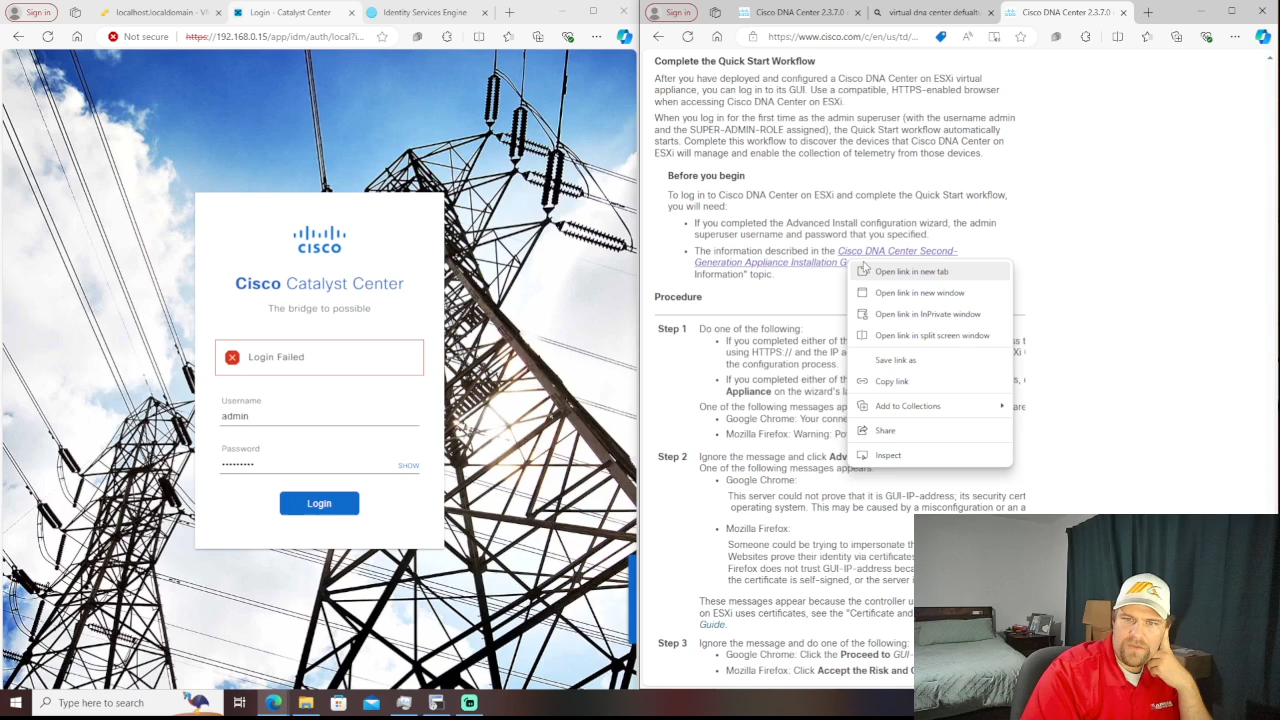 Sign in
localhost.localdomain - VM
Login - Catalyst Center
Identity Services Engine
Not secure
https://192.168.0.15/app/idm/auth/local?i...
CISCO
Cisco Catalyst Center
The bridge to possible
Login Failed
Username
admin
Password
SHOW
Login
Sign in
Cisco DNA Center 2.3.7.0
virtual dna center defualtu
Cisco DNA Center 2.3.7.0
https://www.cisco.com/c/en/us/td/...
Complete the Quick Start Workflow
After you have deployed and configured a Cisco DNA Center on ESXi virtual
appliance, you can log in to its GUI. Use a compatible, HTTPS-enabled browser
when accessing Cisco DNA Center on ESXi.
When you log in for the first time as the admin superuser (with the username admin
and the SUPER-ADMIN-ROLE assigned), the Quick Start workflow automatically
starts. Complete this workflow to discover the devices that Cisco DNA Center on
ESXi will manage and enable the collection of telemetry from those devices.
Before you begin
To log in to Cisco DNA Center on ESXi and complete the Quick Start workflow,
you will need:
• If you completed the Advanced Install configuration wizard, the admin
superuser username and password that you specified.
• The information described in the Cisco DNA Center Second-
Generation Appliance Installation G
Information" topic.
Open link in new tab
Open link in new window
Open link in InPrivate window
Open link in split screen window
Save link as
Copy link
Add to Collections
Share
Inspect
Procedure
Step 1 Do one of the following:
• If you completed either of the
using HTTPS:// and the IP a
the configuration process.
• If you completed either of the
Appliance on the wizard's la
One of the following messages ap
• Google Chrome: Your conne
• Mozilla Firefox: Warning: Po
Step 2 Ignore the message and click Adv
One of the following messages appears:
• Google Chrome:
This server could not prove that it is GUI-IP-address; its security cert
operating system. This may be caused by a misconfiguration or an a
• Mozilla Firefox:
Someone could be trying to impersonate th
Websites prove their identity via certificates
Firefox does not trust GUI-IP-address beca
the certificate is self-signed, or the server i
These messages appear because the controller u
on ESXi uses certificates, see the "Certificate and
Guide.
Step 3 Ignore the message and do one of the following:
• Google Chrome: Click the Proceed to GUI-
• Mozilla Firefox: Click Accept the Risk and C
Type here to search